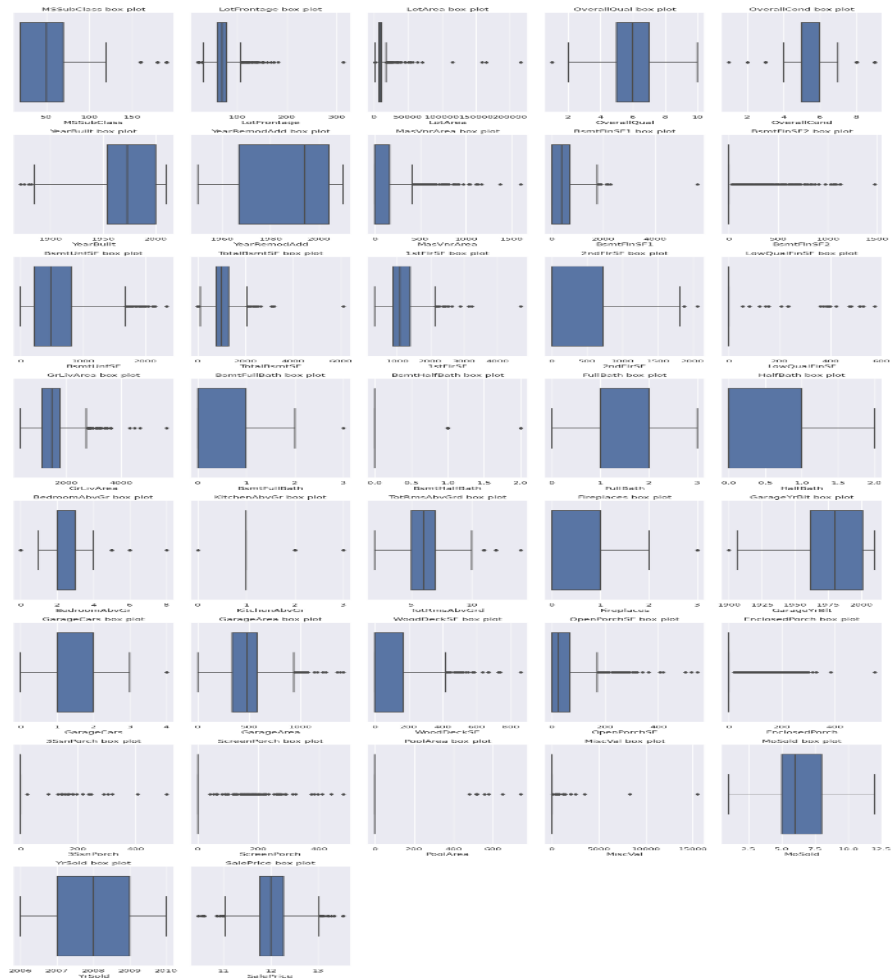 MSSubClass box plot LotFrontage box plot LotArea box plot OverallQual box plot OverallCond box plot
50 100 150 100 200 300 0 50000 100000 150000 200000 2 4 6 8 10 2 4 6 8
MSSubClass LotFrontage LotArea OverallQual OverallCond
YearBuilt box plot YearRemodAdd box plot MasVnrArea box plot BsmtFinSF1 box plot BsmtFinSF2 box plot
1900 1950 2000 1960 1980 2000 0 500 1000 1500 0 2000 4000 0 500 1000 1500
YearBuilt YearRemodAdd MasVnrArea BsmtFinSF1 BsmtFinSF2
BsmtUnfSF box plot TotalBsmtSF box plot 1stFlrSF box plot 2ndFlrSF box plot LowQualFinSF box plot
0 1000 2000 0 2000 4000 6000 1000 2000 3000 4000 0 500 1000 1500 2000 0 200 400 600
BsmtUnfSF TotalBsmtSF 1stFlrSF 2ndFlrSF LowQualFinSF
GrLivArea box plot BsmtFullBath box plot BsmtHalfBath box plot FullBath box plot HalfBath box plot
2000 4000 0 1 2 3 0.0 0.5 1.0 1.5 2.0 0 1 2 3 0.0 0.5 1.0 1.5 2.0
GrLivArea BsmtFullBath BsmtHalfBath FullBath HalfBath
BedroomAbvGr box plot KitchenAbvGr box plot TotRmsAbvGrd box plot Fireplaces box plot GarageYrBlt box plot
0 2 4 6 8 0 1 2 3 5 10 0 1 2 3 1900 1925 1950 1975 2000
BedroomAbvGr KitchenAbvGr TotRmsAbvGrd Fireplaces GarageYrBlt
GarageCars box plot GarageArea box plot WoodDeckSF box plot OpenPorchSF box plot EnclosedPorch box plot
0 1 2 3 4 0 500 1000 0 200 400 600 800 0 200 400 0 200 400
GarageCars GarageArea WoodDeckSF OpenPorchSF EnclosedPorch
3SsnPorch box plot ScreenPorch box plot PoolArea box plot MiscVal box plot MoSold box plot
0 200 400 0 200 400 0 200 400 600 0 5000 10000 15000 2.5 5.0 7.5 10.0 12.5
3SsnPorch ScreenPorch PoolArea MiscVal MoSold
YrSold box plot SalePrice box plot
2006 2007 2008 2009 2010 11 12 13
YrSold SalePrice